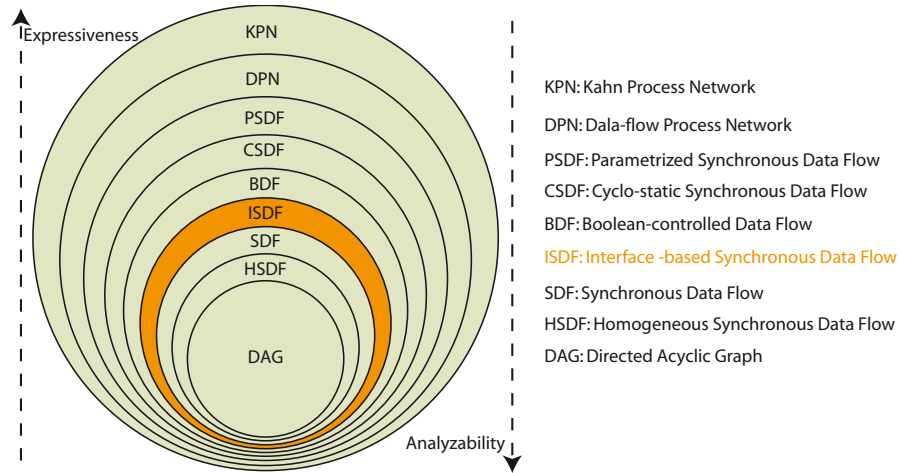 Expressiveness
KPN
DPN
PSDF
CSDF
BDF
ISDF
SDF
HSDF
DAG
Analyzability
KPN: Kahn Process Network
DPN: Dala-flow Process Network
PSDF: Parametrized Synchronous Data Flow
CSDF: Cyclo-static Synchronous Data Flow
BDF: Boolean-controlled Data Flow
ISDF: Interface -based Synchronous Data Flow
SDF: Synchronous Data Flow
HSDF: Homogeneous Synchronous Data Flow
DAG: Directed Acyclic Graph